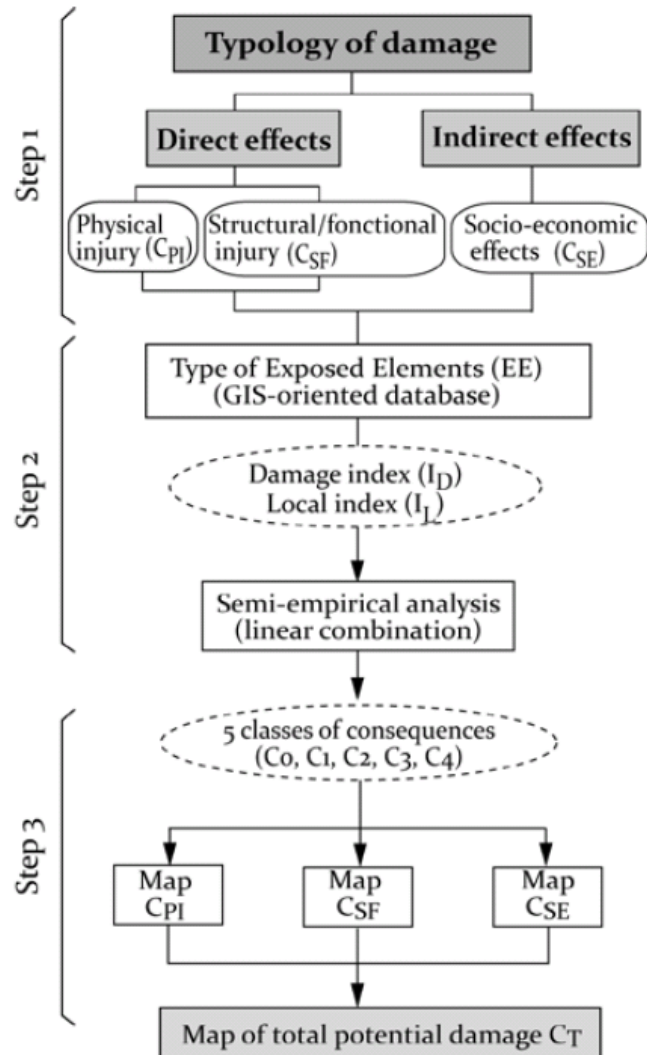 Step 1
Typology of damage
Direct effects
Indirect effects
Physical
injury (CPI)
Structural/fonctional
injury (CSF)
Socio-economic
effects (CSE)
Step 2
Type of Exposed Elements (EE)
(GIS-oriented database)
Damage index (ID)
Local index (IL)
Semi-empirical analysis
(linear combination)
Step 3
5 classes of consequences
(C0, C1, C2, C3, C4)
Map
CPI
Map
CSF
Map
CSE
Map of total potential damage CT